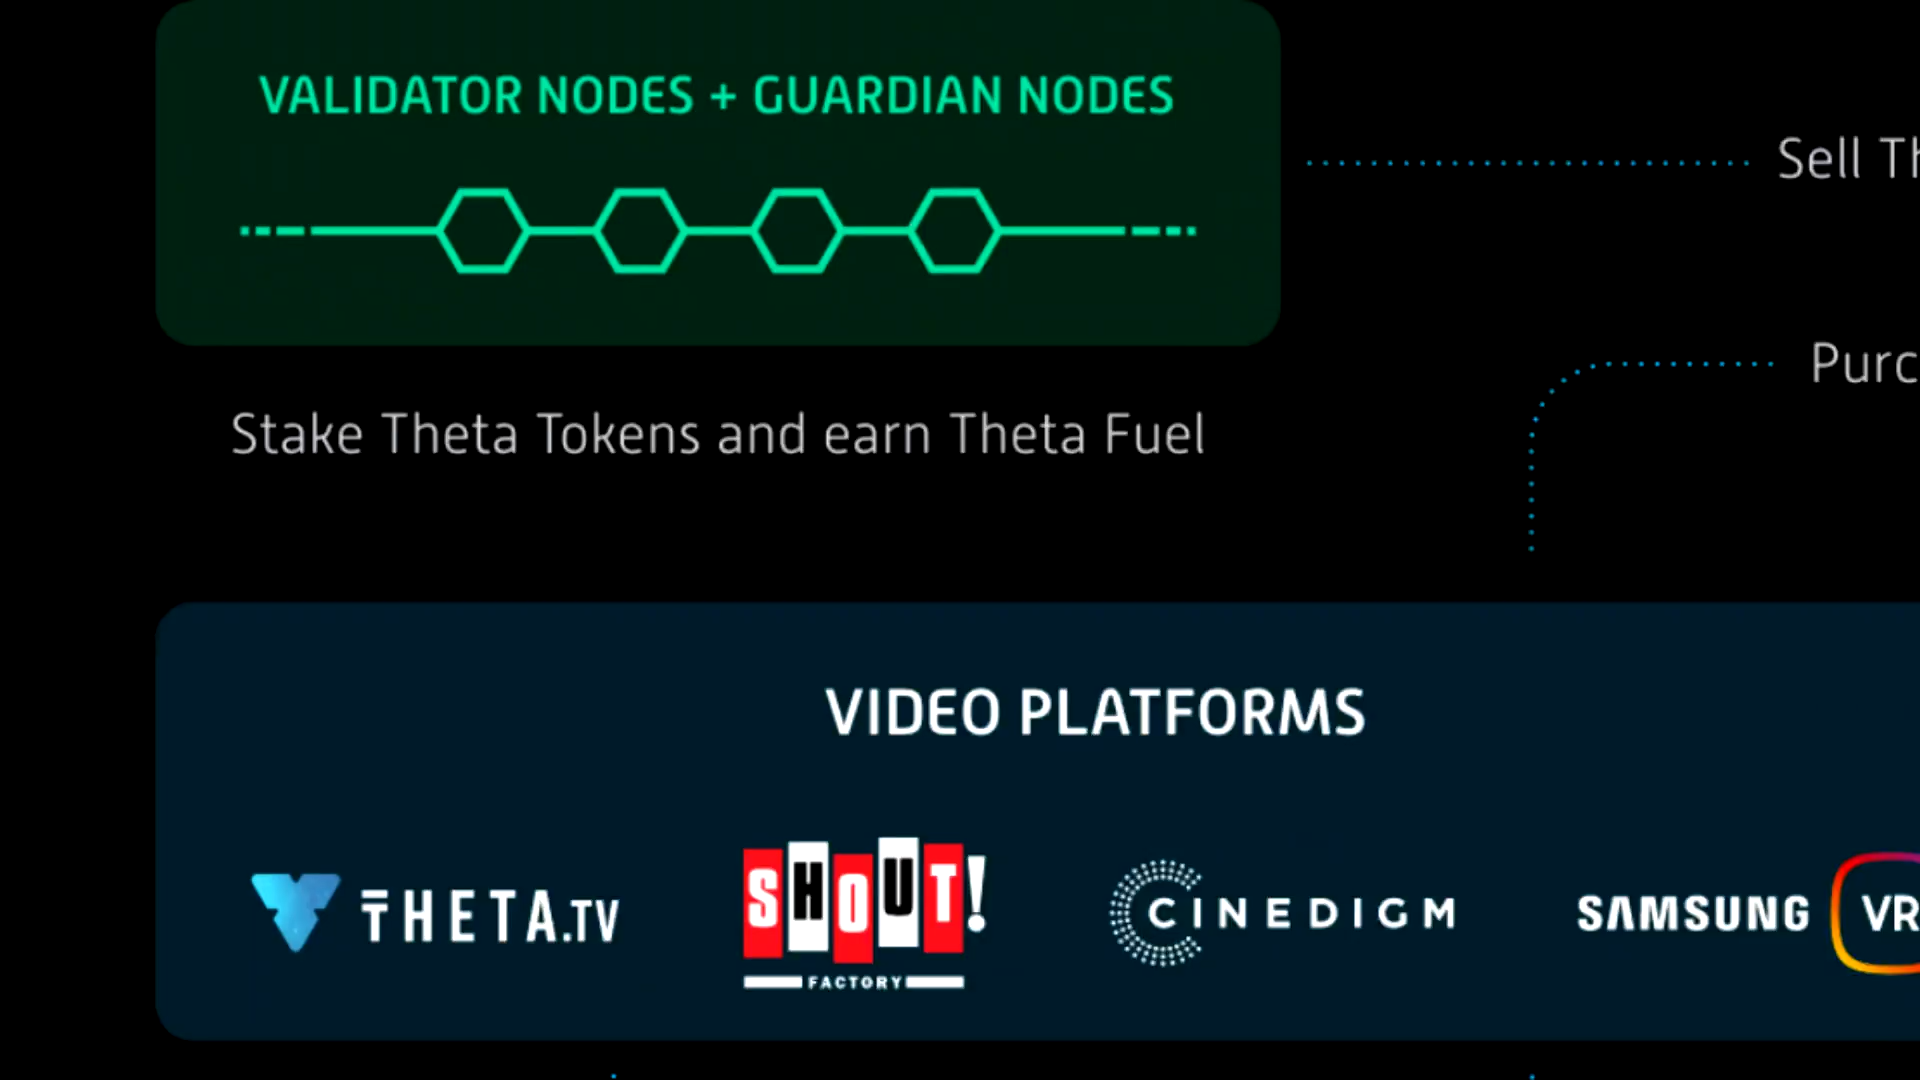 VALIDATOR NODES + GUARDIAN NODES
Sell
Stake Theta Tokens and earn Theta Fuel
VIDEO PLATFORMS
THETA.TV
SHOUT!
FACTORY
CINEDIGM
SAMSUNG VR